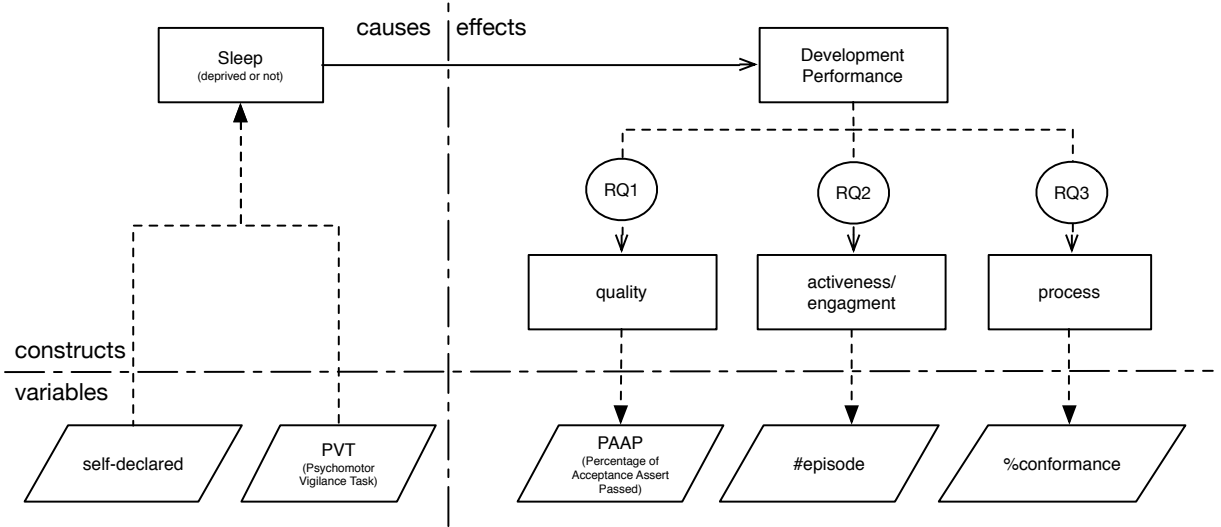 causes
effects
Sleep
(deprived or not)
Development
Performance
RQ1
RQ2
RQ3
quality
activeness/
engagment
process
constructs
variables
self-declared
PVT
(Psychomotor
Vigilance Task)
PAAP
(Percentage of
Acceptance Assert
Passed)
#episode
%conformance